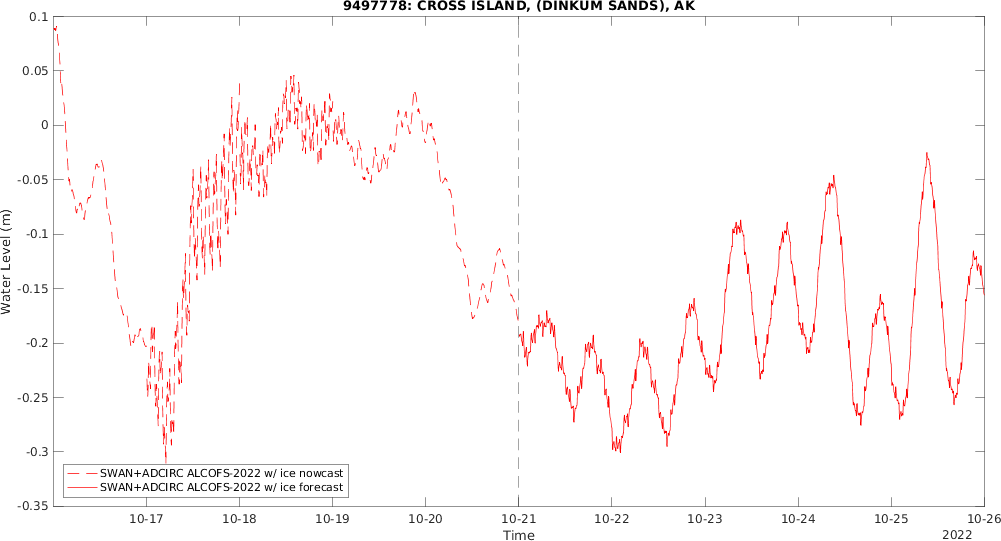 9497778: CROSS ISLAND, (DINKUM SANDS), AK
Water Level (m)
0.1
0.05
0
-0.05
-0.1
-0.15
-0.2
-0.25
-0.3
-0.35
SWAN+ADCIRC ALCOFS-2022 w/ ice nowcast
SWAN+ADCIRC ALCOFS-2022 w/ ice forecast
10-17 10-18 10-19 10-20 10-21 10-22 10-23 10-24 10-25 10-26
Time
2022